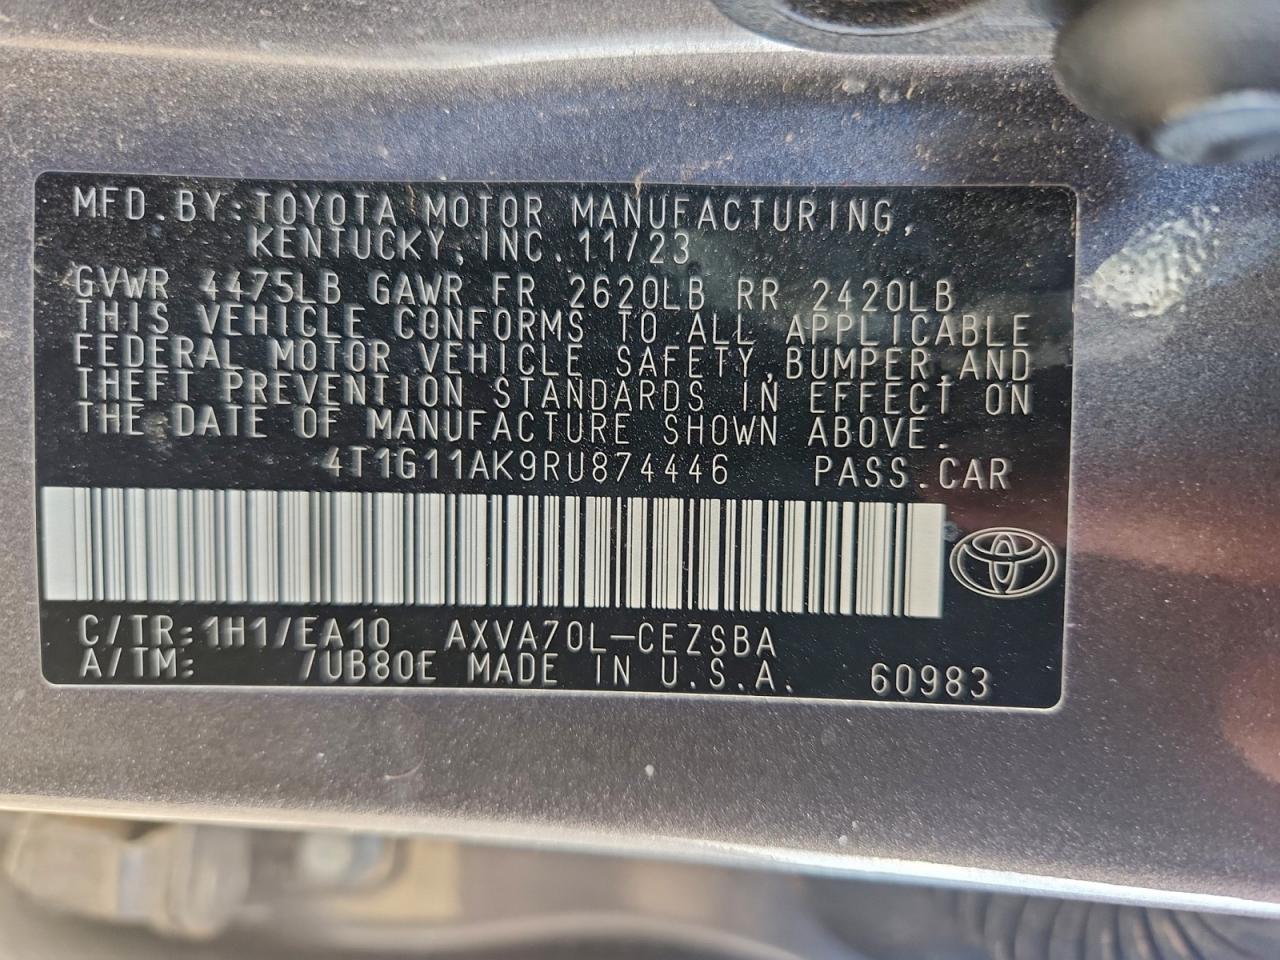 MFD.BY:TOYOTA MOTOR MANUFACTURING,
KENTUCKY,INC. 11/23
GVWR 4475LB GAWR FR 2620LB RR 2420LB
THIS VEHICLE CONFORMS TO ALL APPLICABLE
FEDERAL MOTOR VEHICLE SAFETY,BUMPER,AND
THEFT PREVENTION STANDARDS IN EFFECT ON
THE DATE OF MANUFACTURE SHOWN ABOVE.
4T1G11AK9RU874446 PASS.CAR
C/TR:1H1/EA10 AXVA70L-CEZSBA
A/TM: /UB80E MADE IN U.S.A. 60983